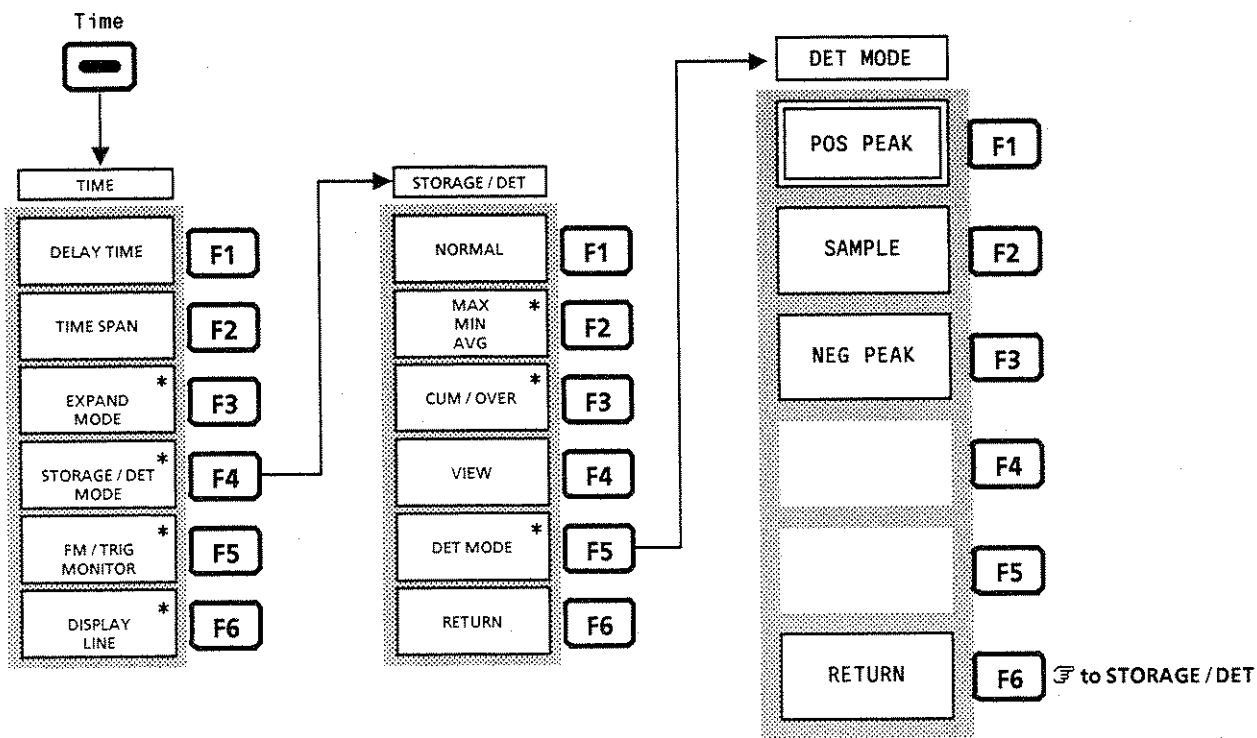 Time
TIME
DELAY TIME
F1
TIME SPAN
F2
*
EXPAND
MODE
F3
*
STORAGE / DET
MODE
F4
*
FM / TRIG
MONITOR
F5
*
DISPLAY
LINE
F6
STORAGE / DET
NORMAL
F1
MAX *
MIN
AVG
F2
*
CUM / OVER
F3
VIEW
F4
*
DET MODE
F5
RETURN
F6
DET MODE
POS PEAK
F1
SAMPLE
F2
NEG PEAK
F3
F4
F5
RETURN
F6 ☞ to STORAGE / DET